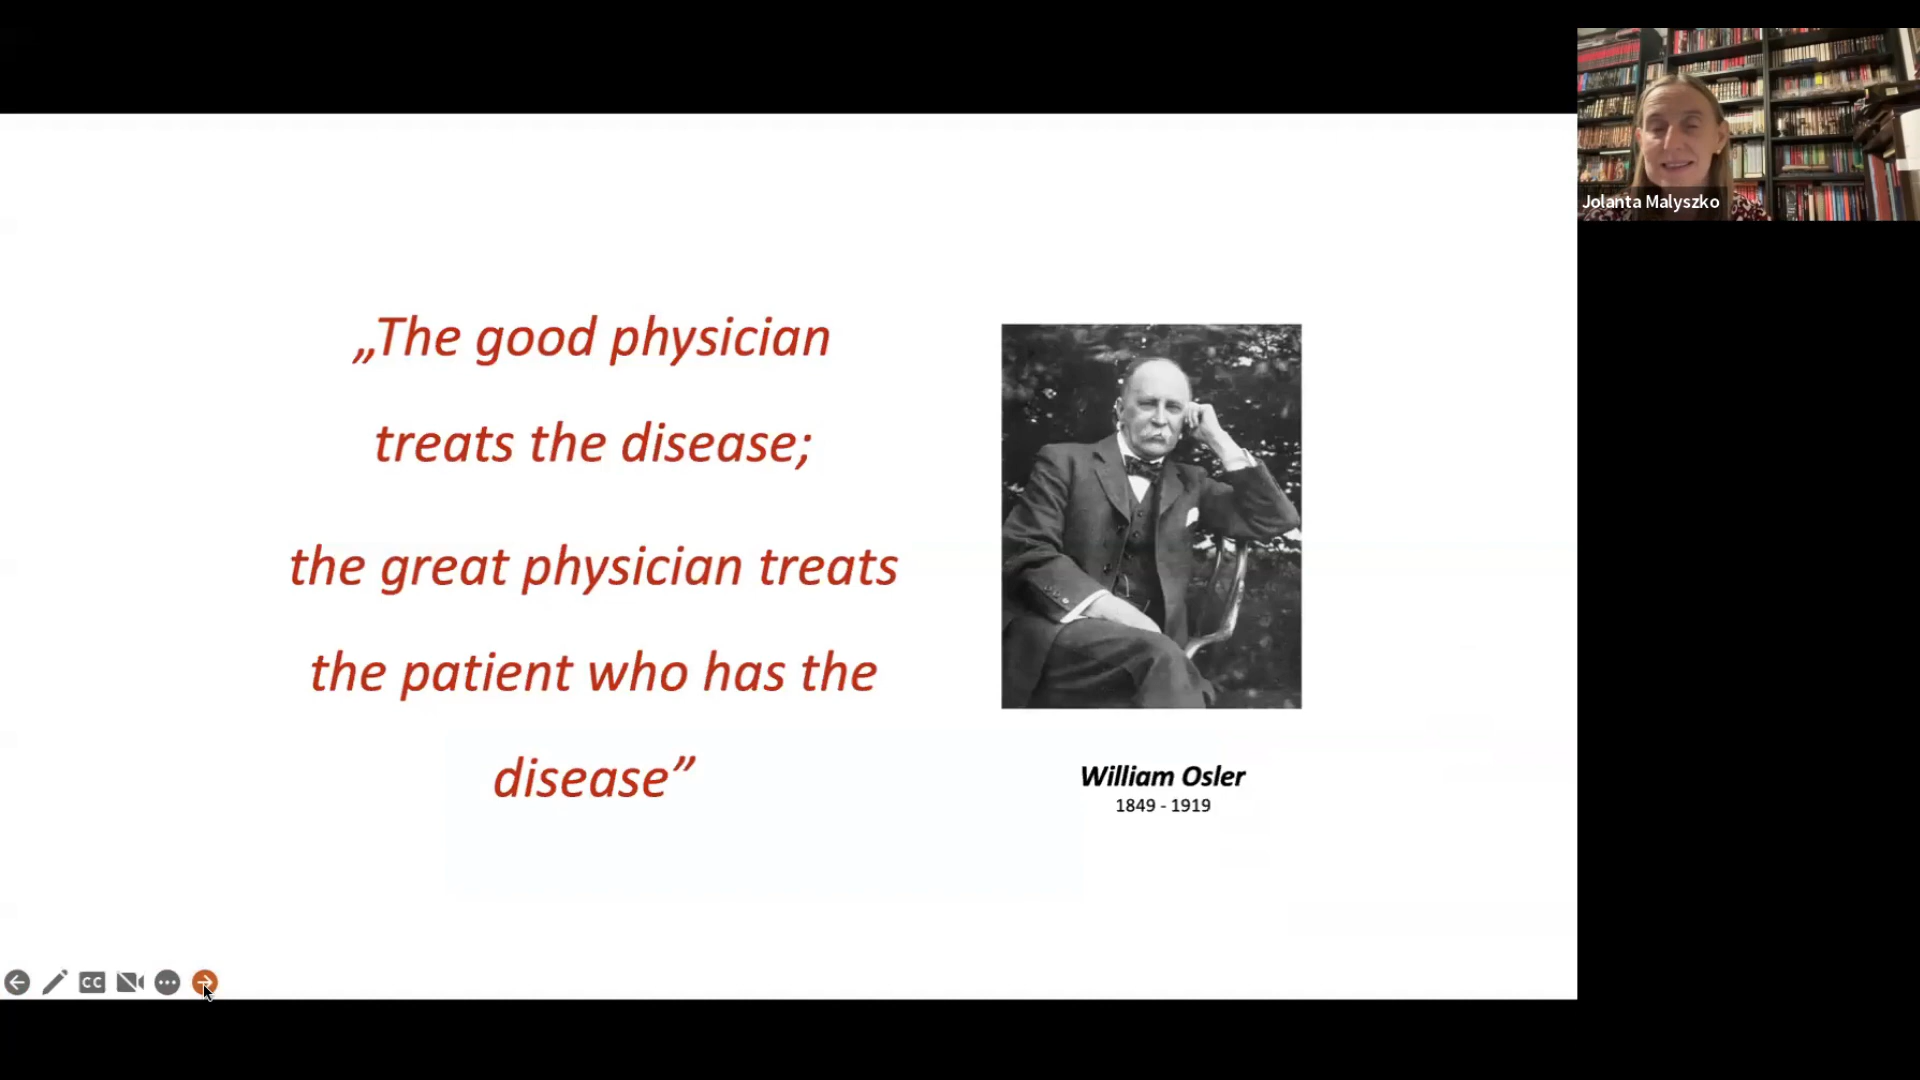 Jolanta Malyszko
„The good physician
treats the disease;
the great physician treats
the patient who has the
disease”
William Osler
1849 - 1919
CC